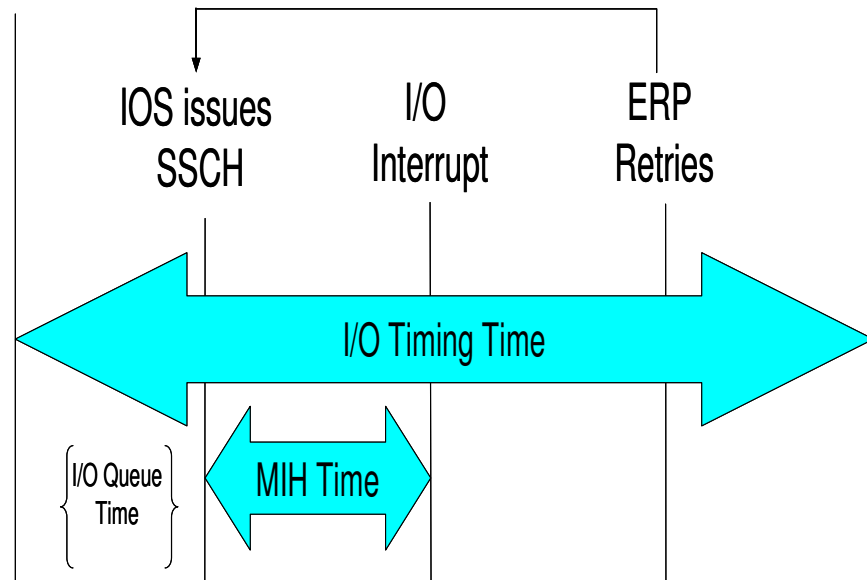 IOS issues
SSCH
I/O
Interrupt
ERP
Retries
I/O Timing Time
I/O Queue
Time
MIH Time